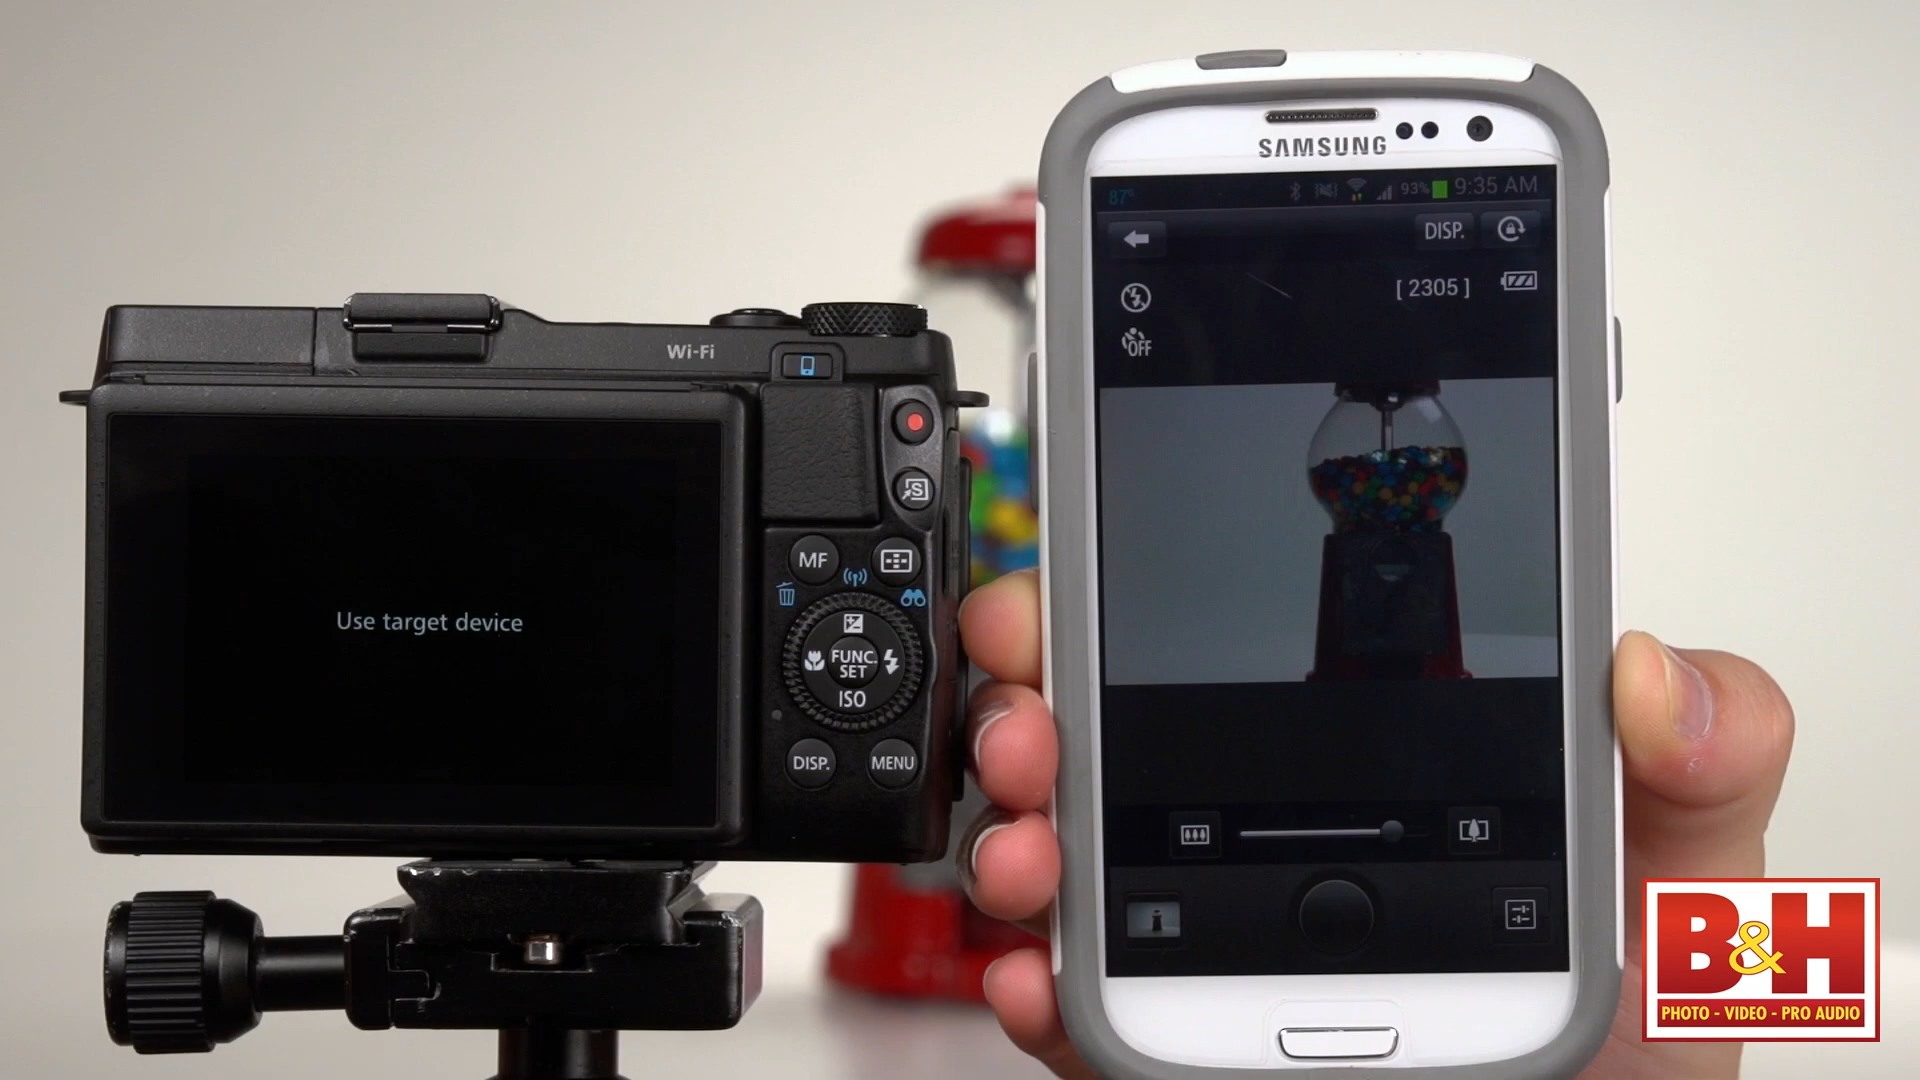 Wi-Fi
S
MF
FUNC.
SET
ISO
DISP.
MENU
Use target device
SAMSUNG
87°
93%
9:35 AM
DISP.
[ 2305 ]
OFF
B&H
PHOTO - VIDEO - PRO AUDIO